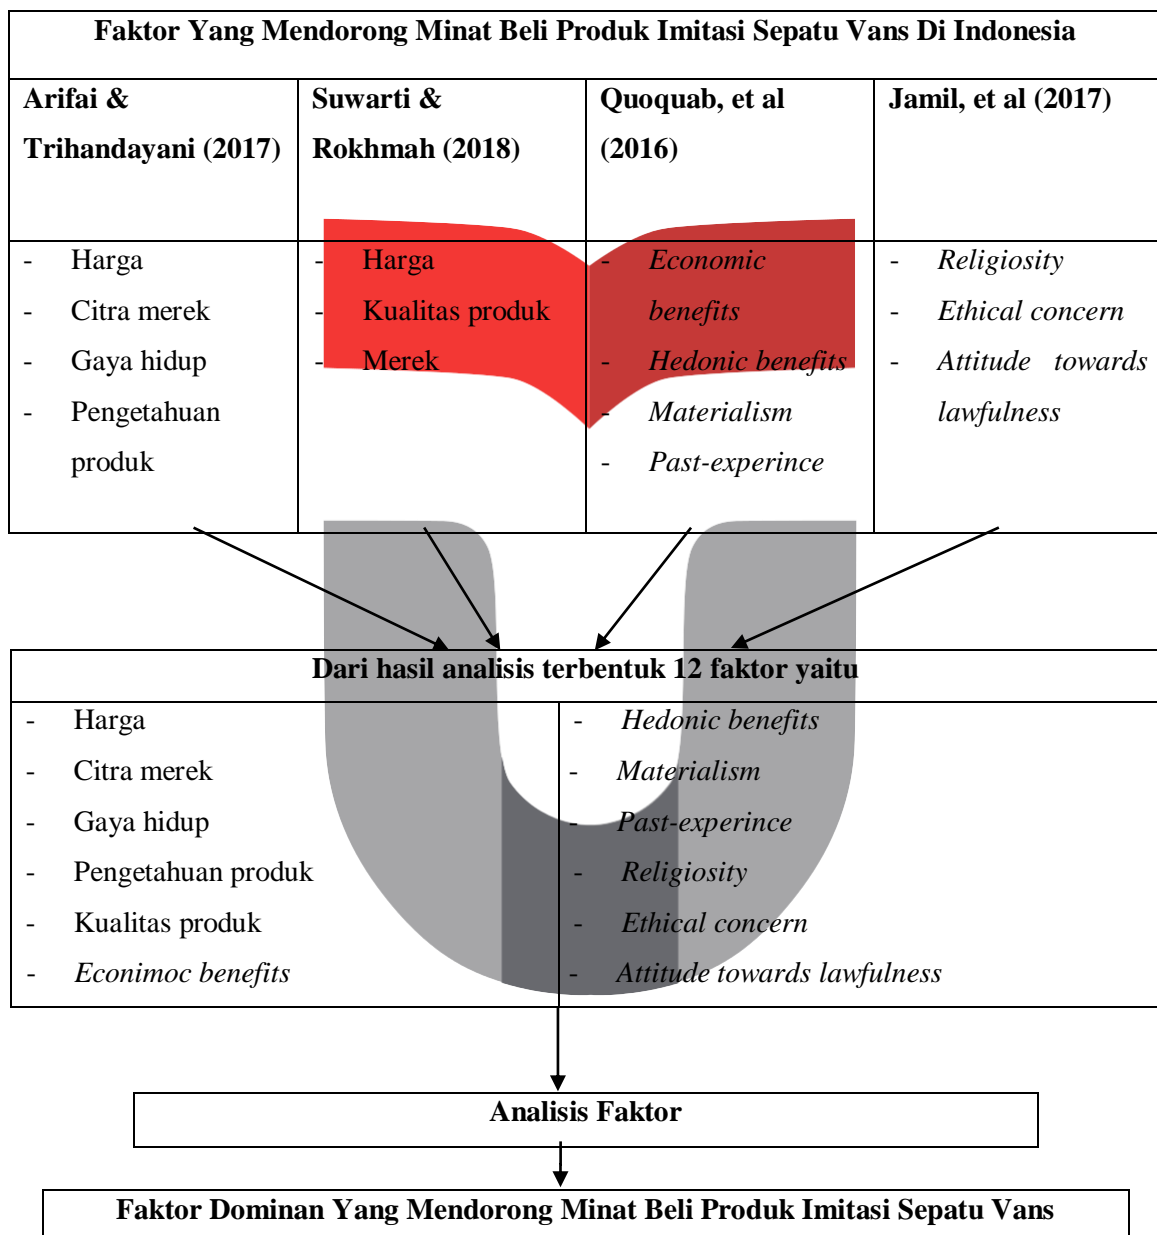 Faktor Yang Mendorong Minat Beli Produk Imitasi Sepatu Vans Di Indonesia
Arifai &
Trihandayani (2017)
Suwarti &
Rokhmah (2018)
Quoquab, et al
(2016)
Jamil, et al (2017)
- Harga
- Citra merek
- Gaya hidup
- Pengetahuan
produk
- Harga
- Kualitas produk
- Merek
- Economic
benefits
- Hedonic benefits
- Materialism
- Past-experince
- Religiosity
- Ethical concern
- Attitude towards
lawfulness
Dari hasil analisis terbentuk 12 faktor yaitu
- Harga
- Citra merek
- Gaya hidup
- Pengetahuan produk
- Kualitas produk
- Econimoc benefits
- Hedonic benefits
- Materialism
- Past-experince
- Religiosity
- Ethical concern
- Attitude towards lawfulness
Analisis Faktor
Faktor Dominan Yang Mendorong Minat Beli Produk Imitasi Sepatu Vans